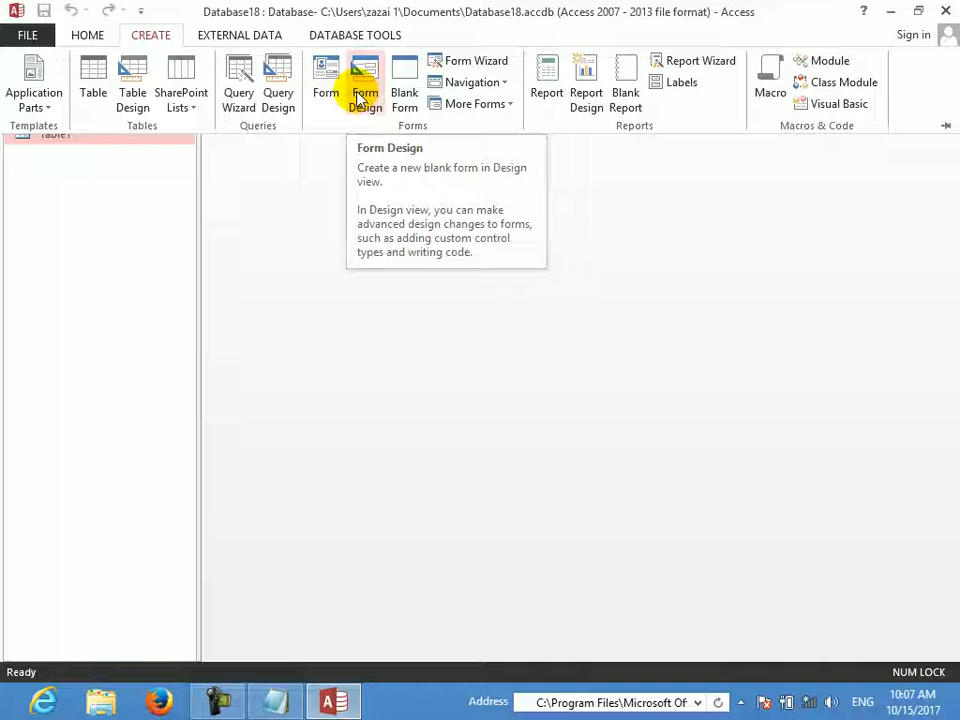 Database18 : Database- C:\Users\zazai 1\Documents\Database18.accdb (Access 2007 - 2013 file format) - Access
FILE HOME CREATE EXTERNAL DATA DATABASE TOOLS Sign in
Application Parts
Table
Table Design
SharePoint Lists
Query Wizard
Query Design
Form
Form Design
Blank Form
Form Wizard
Navigation
More Forms
Report
Report Design
Blank Report
Report Wizard
Labels
Macro
Module
Class Module
Visual Basic
Templates Tables Queries Forms Reports Macros & Code
Table1
Form Design
Create a new blank form in Design
view.
In Design view, you can make
advanced design changes to forms,
such as adding custom control
types and writing code.
Ready NUM LOCK
Address C:\Program Files\Microsoft Of ENG 10:07 AM
10/15/2017